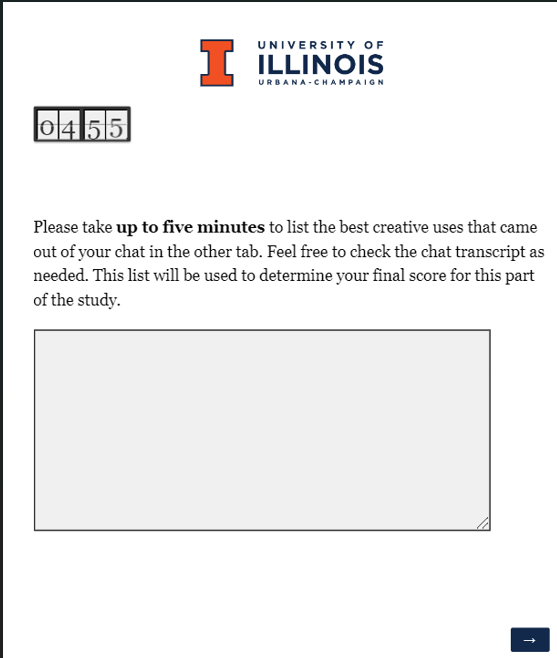 UNIVERSITY OF
ILLINOIS
URBANA-CHAMPAIGN
04 55
Please take up to five minutes to list the best creative uses that came
out of your chat in the other tab. Feel free to check the chat transcript as
needed. This list will be used to determine your final score for this part
of the study.
→